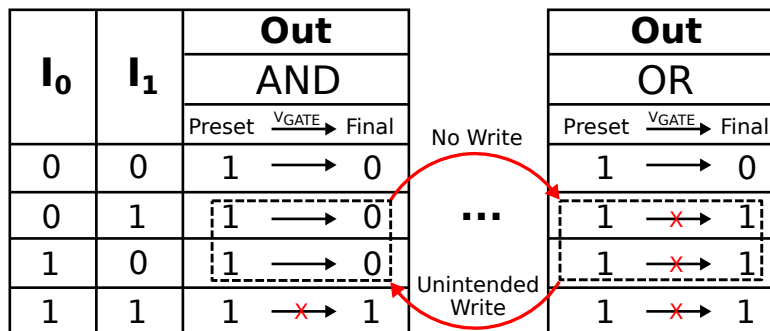 I0 I1 Out Out
AND OR
Preset VGATE Final Preset VGATE Final
No Write
0 0 1 0 1 0
0 1 1 0 ... 1 X 1
1 0 1 0 1 X 1
Unintended
Write
1 1 1 X 1 1 X 1